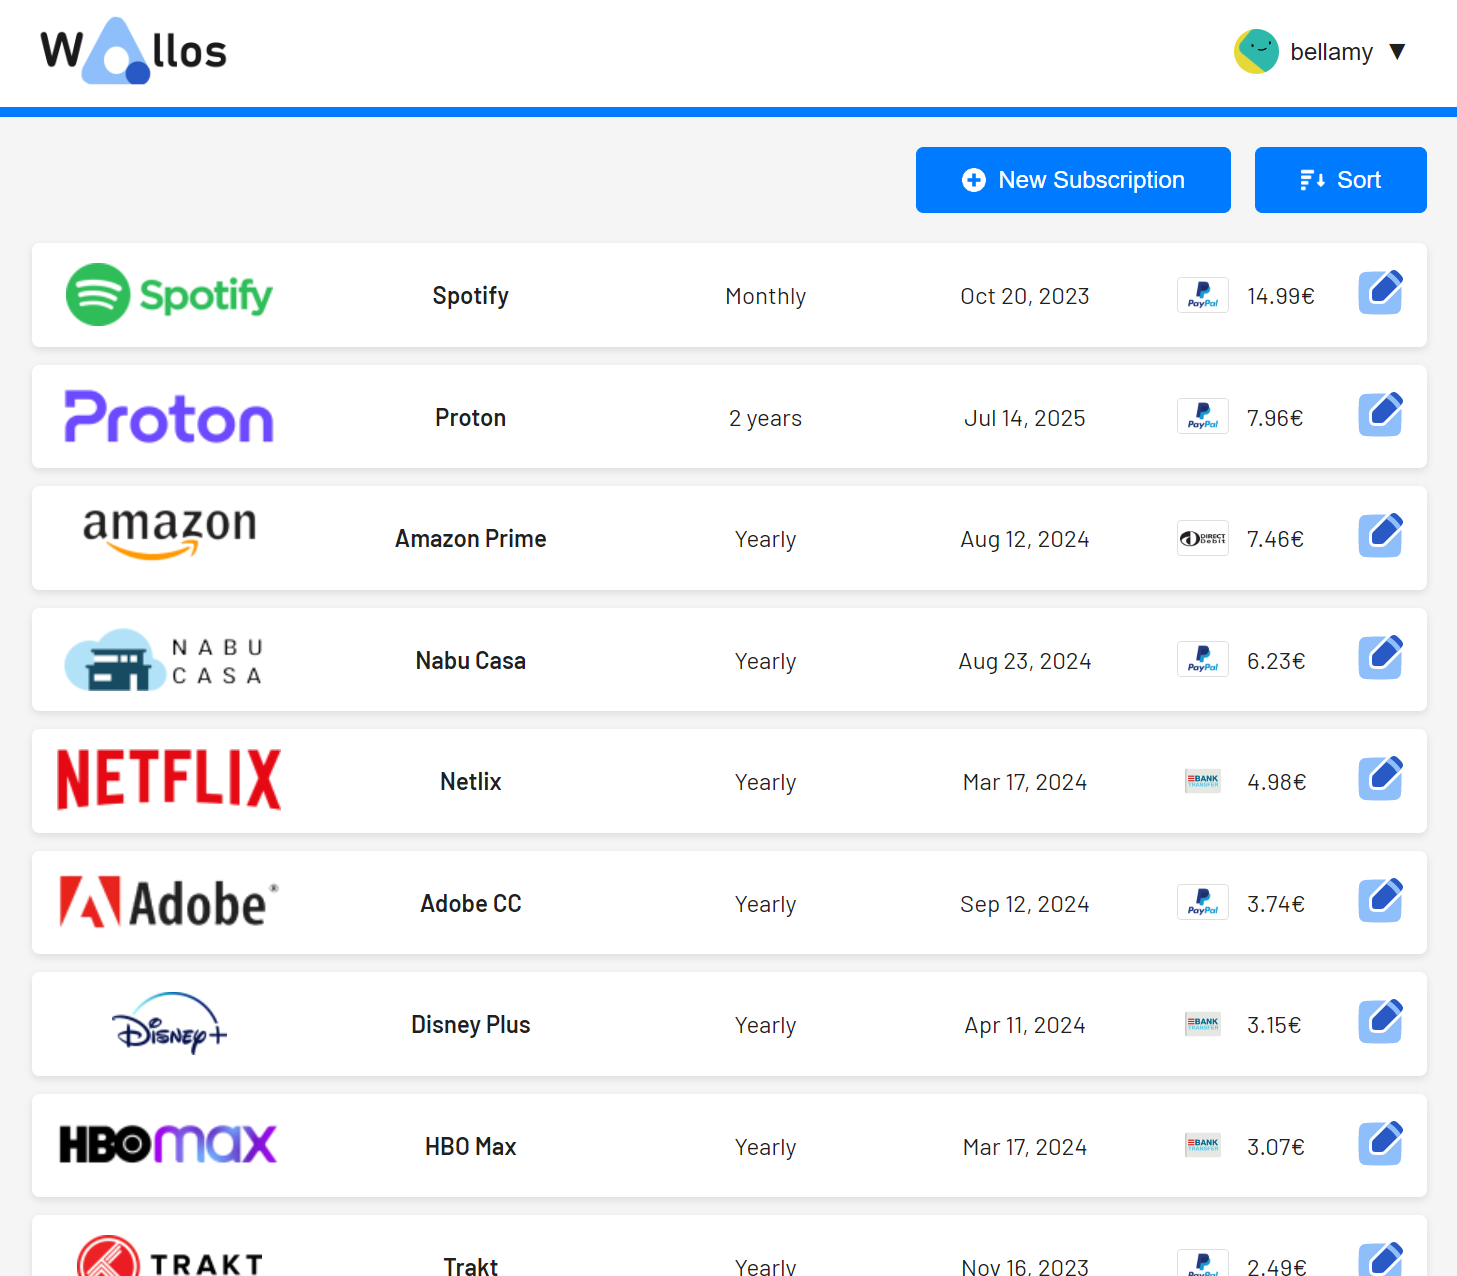 Wallos
bellamy ▼
New Subscription Sort
Spotify Spotify Monthly Oct 20, 2023 PayPal 14.99€
Proton Proton 2 years Jul 14, 2025 PayPal 7.96€
amazon Amazon Prime Yearly Aug 12, 2024 DIRECT Debit 7.46€
NABU CASA Nabu Casa Yearly Aug 23, 2024 PayPal 6.23€
NETFLIX Netlix Yearly Mar 17, 2024 BANK TRANSFER 4.98€
Adobe® Adobe CC Yearly Sep 12, 2024 PayPal 3.74€
Disney+ Disney Plus Yearly Apr 11, 2024 BANK TRANSFER 3.15€
HBOmax HBO Max Yearly Mar 17, 2024 BANK TRANSFER 3.07€
TRAKT Trakt Yearly Nov 16, 2023 PayPal 2.49€